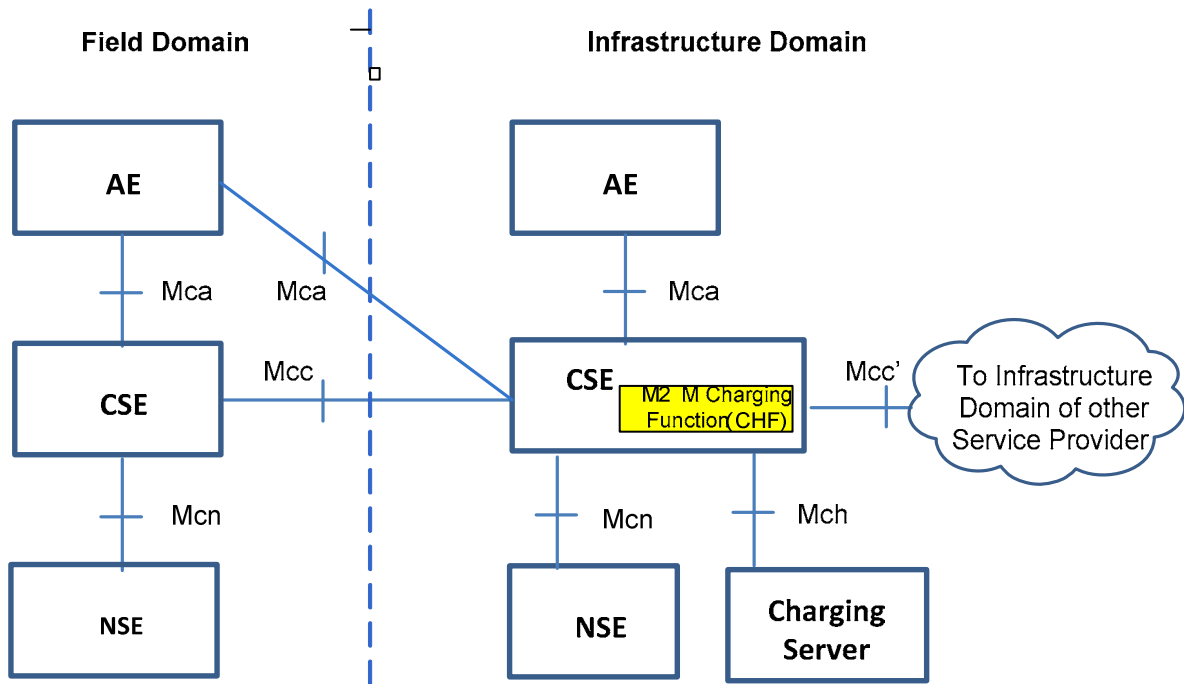 Field Domain
Infrastructure Domain
AE
AE
Mca
Mca
Mca
CSE
Mcc
CSE
M2 M Charging
Function(CHF)
Mcc’
To Infrastructure
Domain of other
Service Provider
Mcn
Mcn
Mch
NSE
NSE
Charging
Server